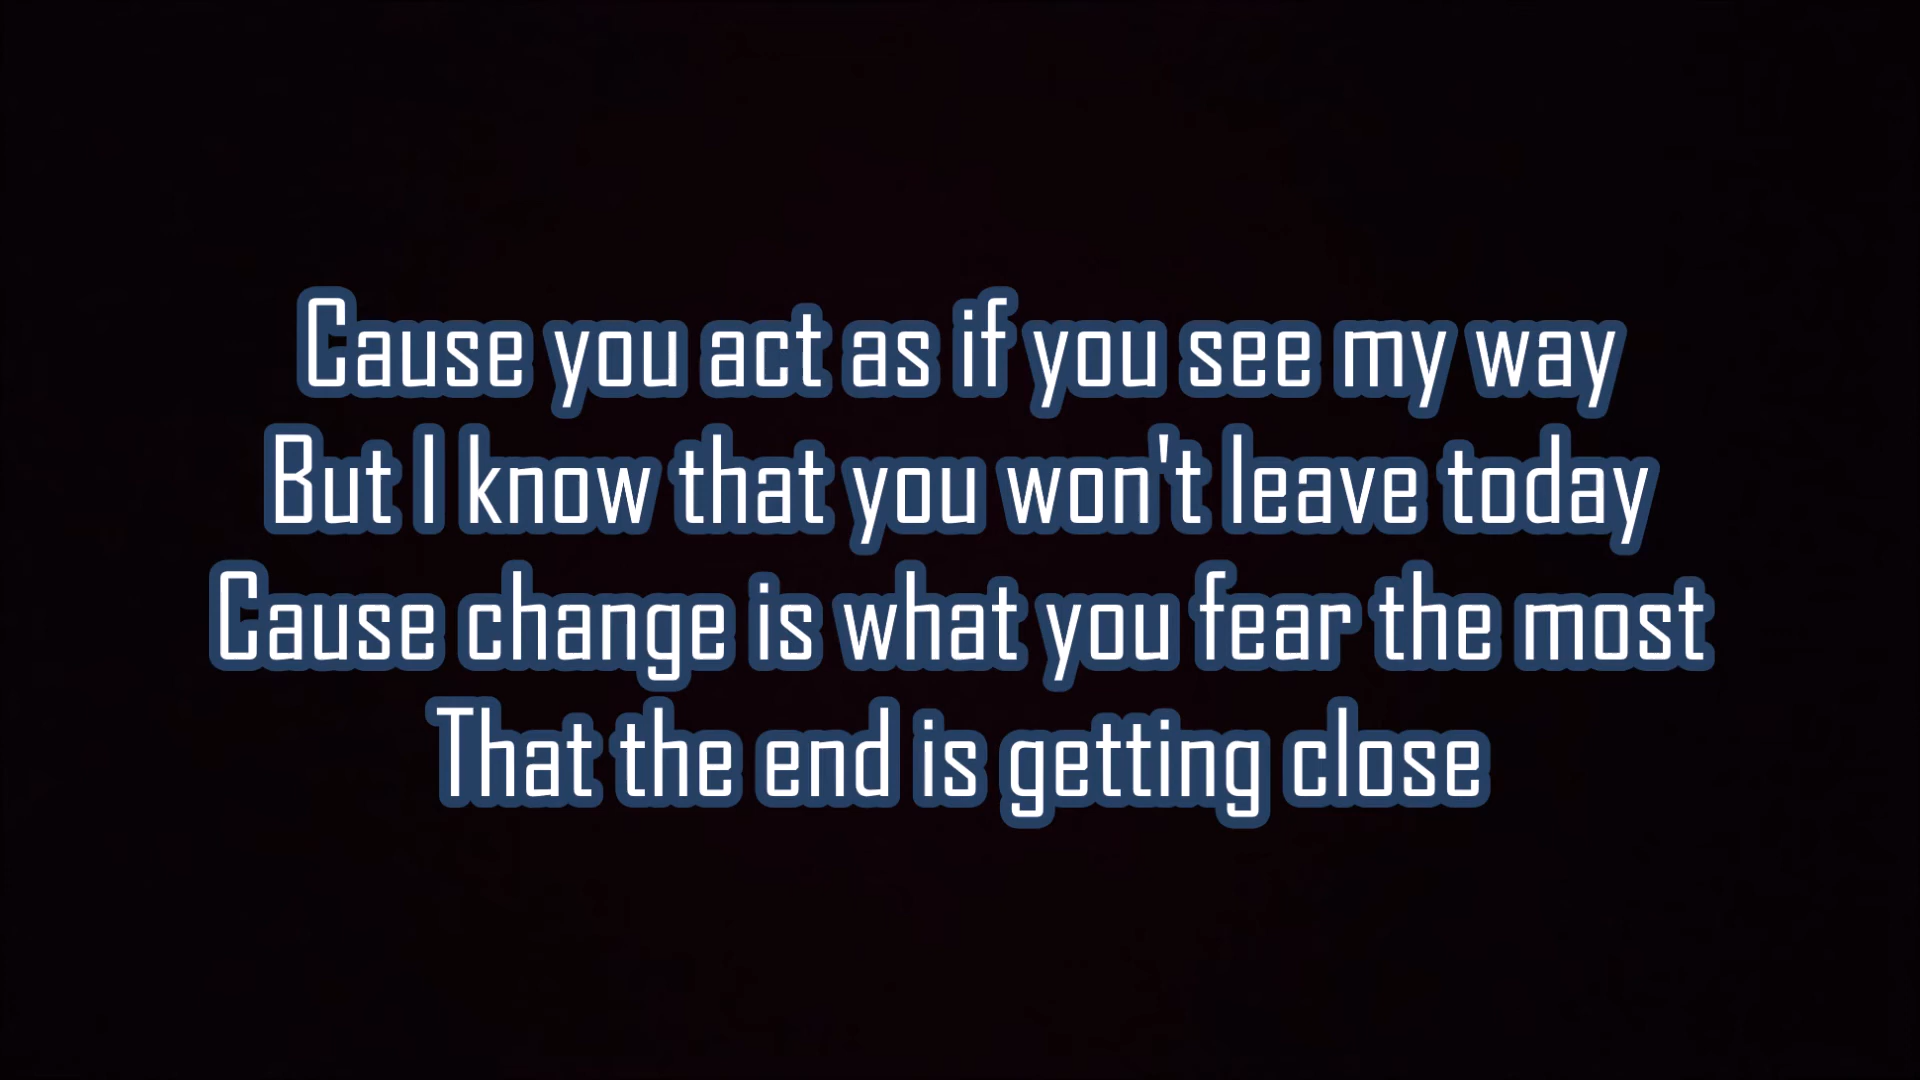 Cause you act as if you see my way
But I know that you won't leave today
Cause change is what you fear the most
That the end is getting close